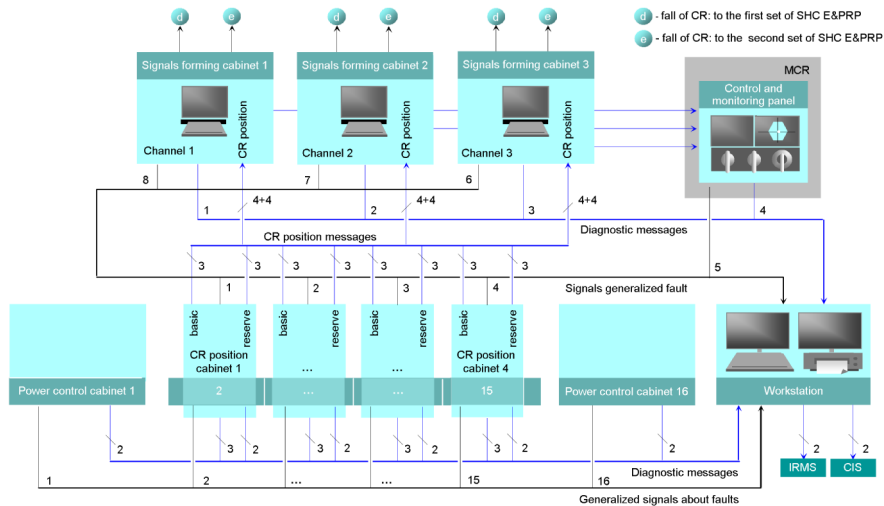 d
e
d
e
d
e
d - fall of CR: to the first set of SHC E&PRP
e - fall of CR: to the second set of SHC E&PRP
Signals forming cabinet 1
Signals forming cabinet 2
Signals forming cabinet 3
MCR
Control and
monitoring panel
CR position
CR position
CR position
Channel 1
Channel 2
Channel 3
8
7
6
1
4+4
2
4+4
3
4+4
4
Diagnostic messages
CR position messages
3
3
3
3
3
3
3
3
1
2
3
4
5
Signals generalized fault
basic
reserve
basic
reserve
basic
reserve
basic
reserve
CR position
cabinet 1
...
...
CR position
cabinet 4
Power control cabinet 1
2
...
...
15
Power control cabinet 16
Workstation
2
3
2
3
2
3
2
3
2
2
2
2
Diagnostic messages
IRMS
CIS
1
2
...
...
15
16
Generalized signals about faults